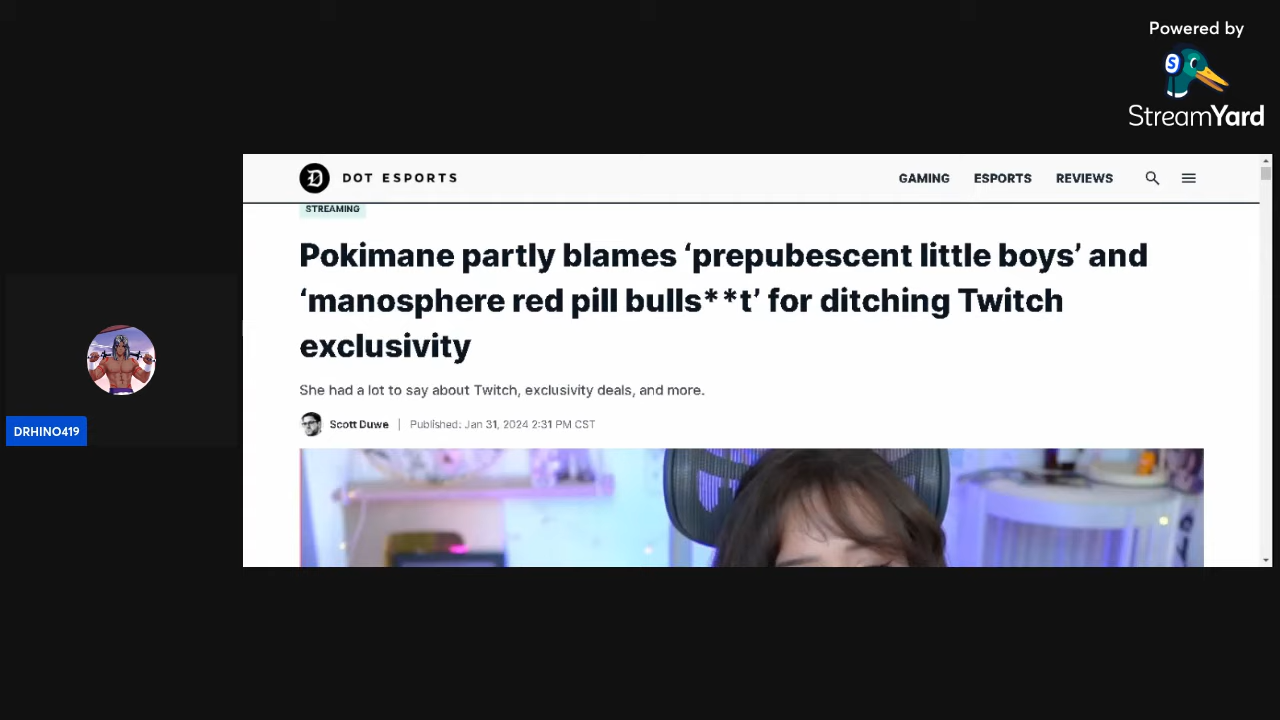 Powered by
StreamYard
DOT ESPORTS
GAMING
ESPORTS
REVIEWS
STREAMING
Pokimane partly blames ‘prepubescent little boys’ and
‘manosphere red pill bulls**t’ for ditching Twitch
exclusivity
She had a lot to say about Twitch, exclusivity deals, and more.
Scott Duwe | Published: Jan 31, 2024 2:31 PM CST
DRHINO419